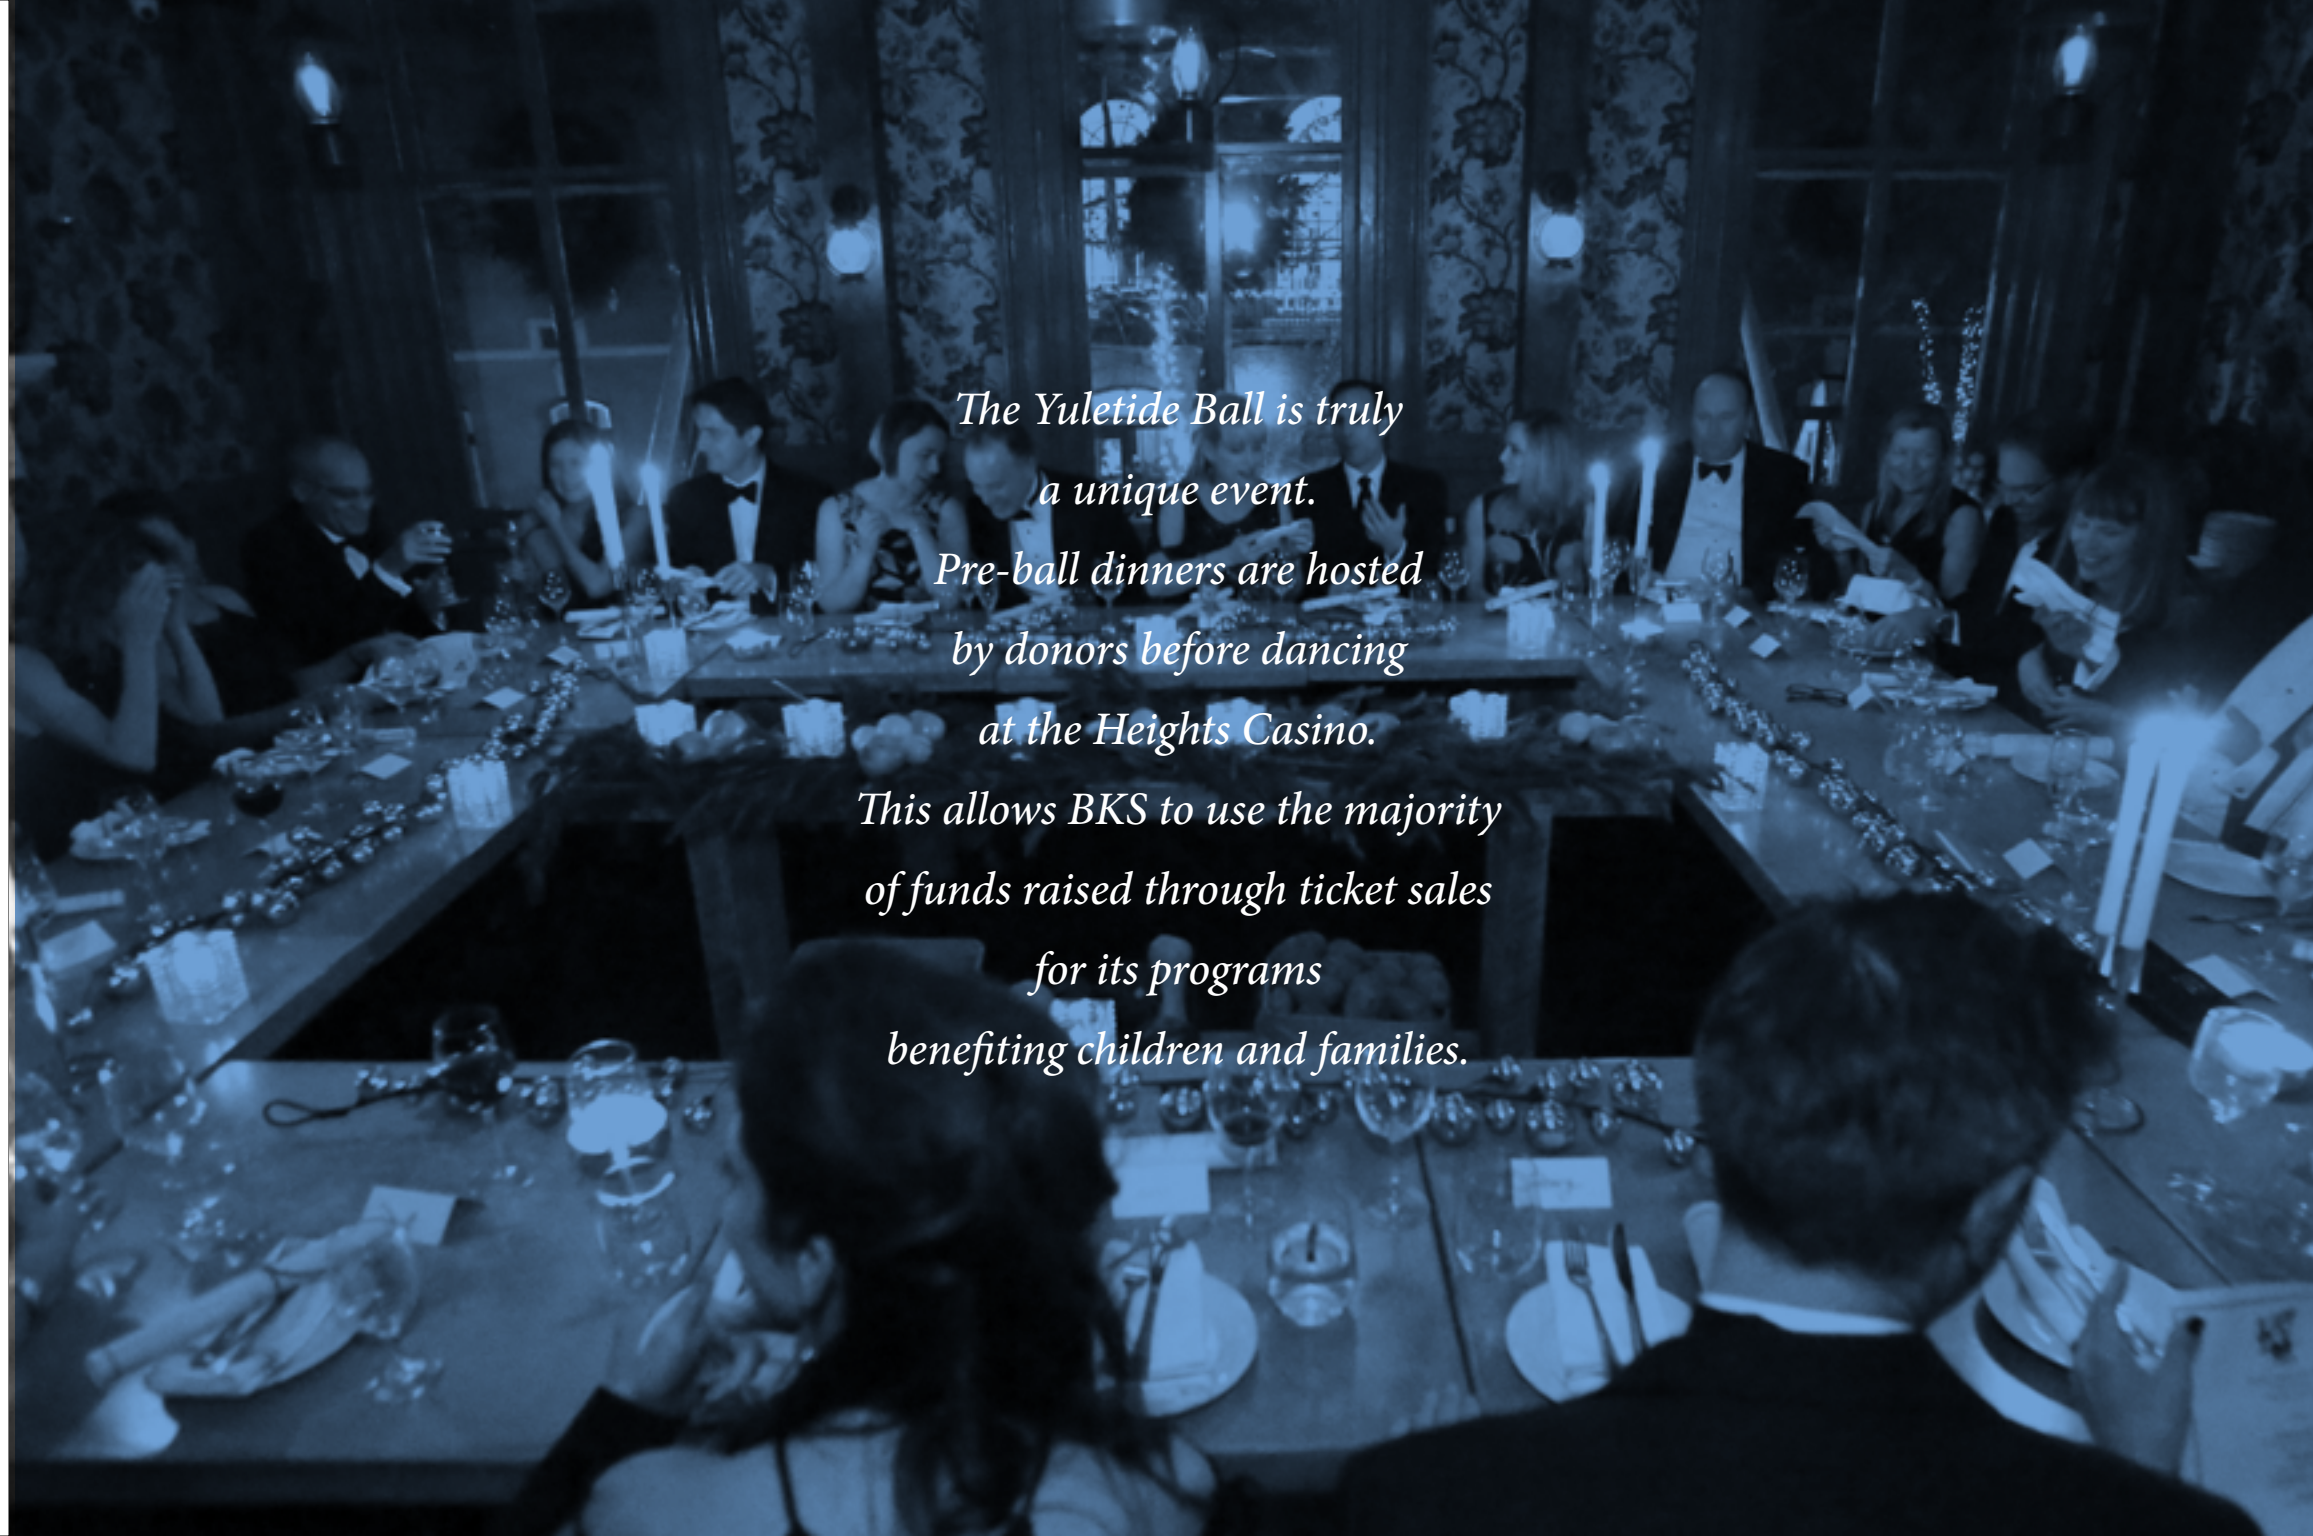 The Yuletide Ball is truly
a unique event.
Pre-ball dinners are hosted
by donors before dancing
at the Heights Casino.
This allows BKS to use the majority
of funds raised through ticket sales
for its programs
benefiting children and families.